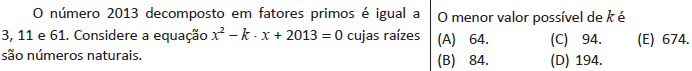 O número 2013 decomposto em fatores primos é igual a
3, 11 e 61. Considere a equação x² – k · x + 2013 = 0 cujas raízes
são números naturais.
O menor valor possível de k é
(A) 64. (C) 94. (E) 674.
(B) 84. (D) 194.